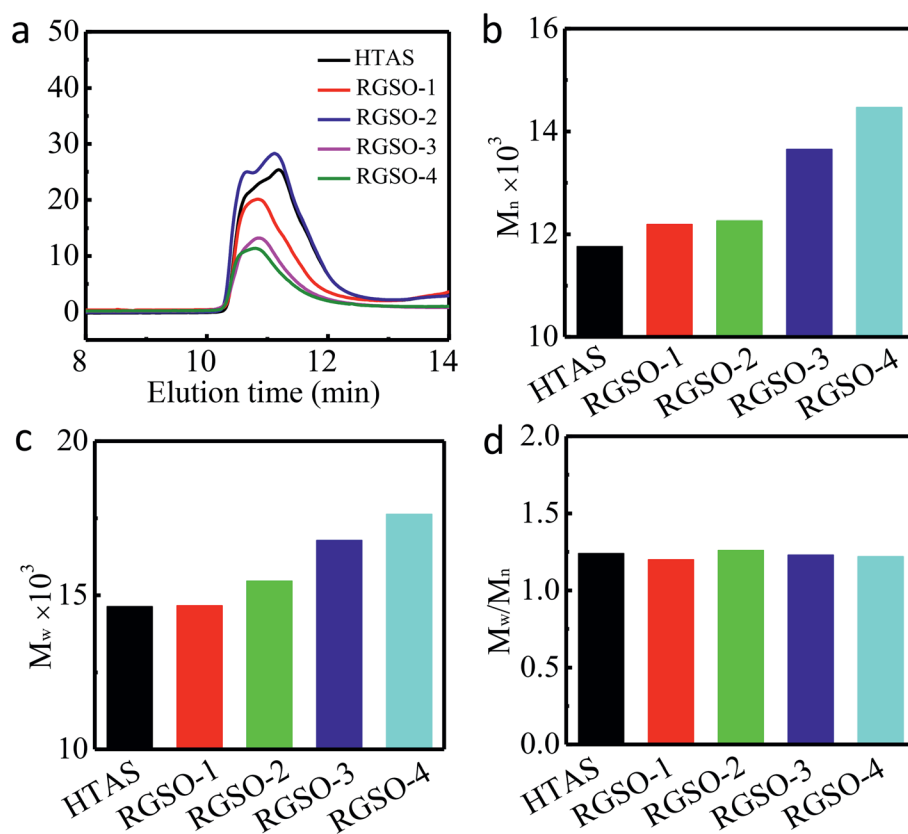 a
50
40
30
20
10
0
8
10
12
14
Elution time (min)
HTAS
RGSO-1
RGSO-2
RGSO-3
RGSO-4
b
16
14
12
10
Mn ×10³
HTAS
RGSO-1
RGSO-2
RGSO-3
RGSO-4
c
20
15
10
Mw ×10³
HTAS
RGSO-1
RGSO-2
RGSO-3
RGSO-4
d
2.0
1.5
1.0
0.5
0.0
Mw/Mn
HTAS
RGSO-1
RGSO-2
RGSO-3
RGSO-4